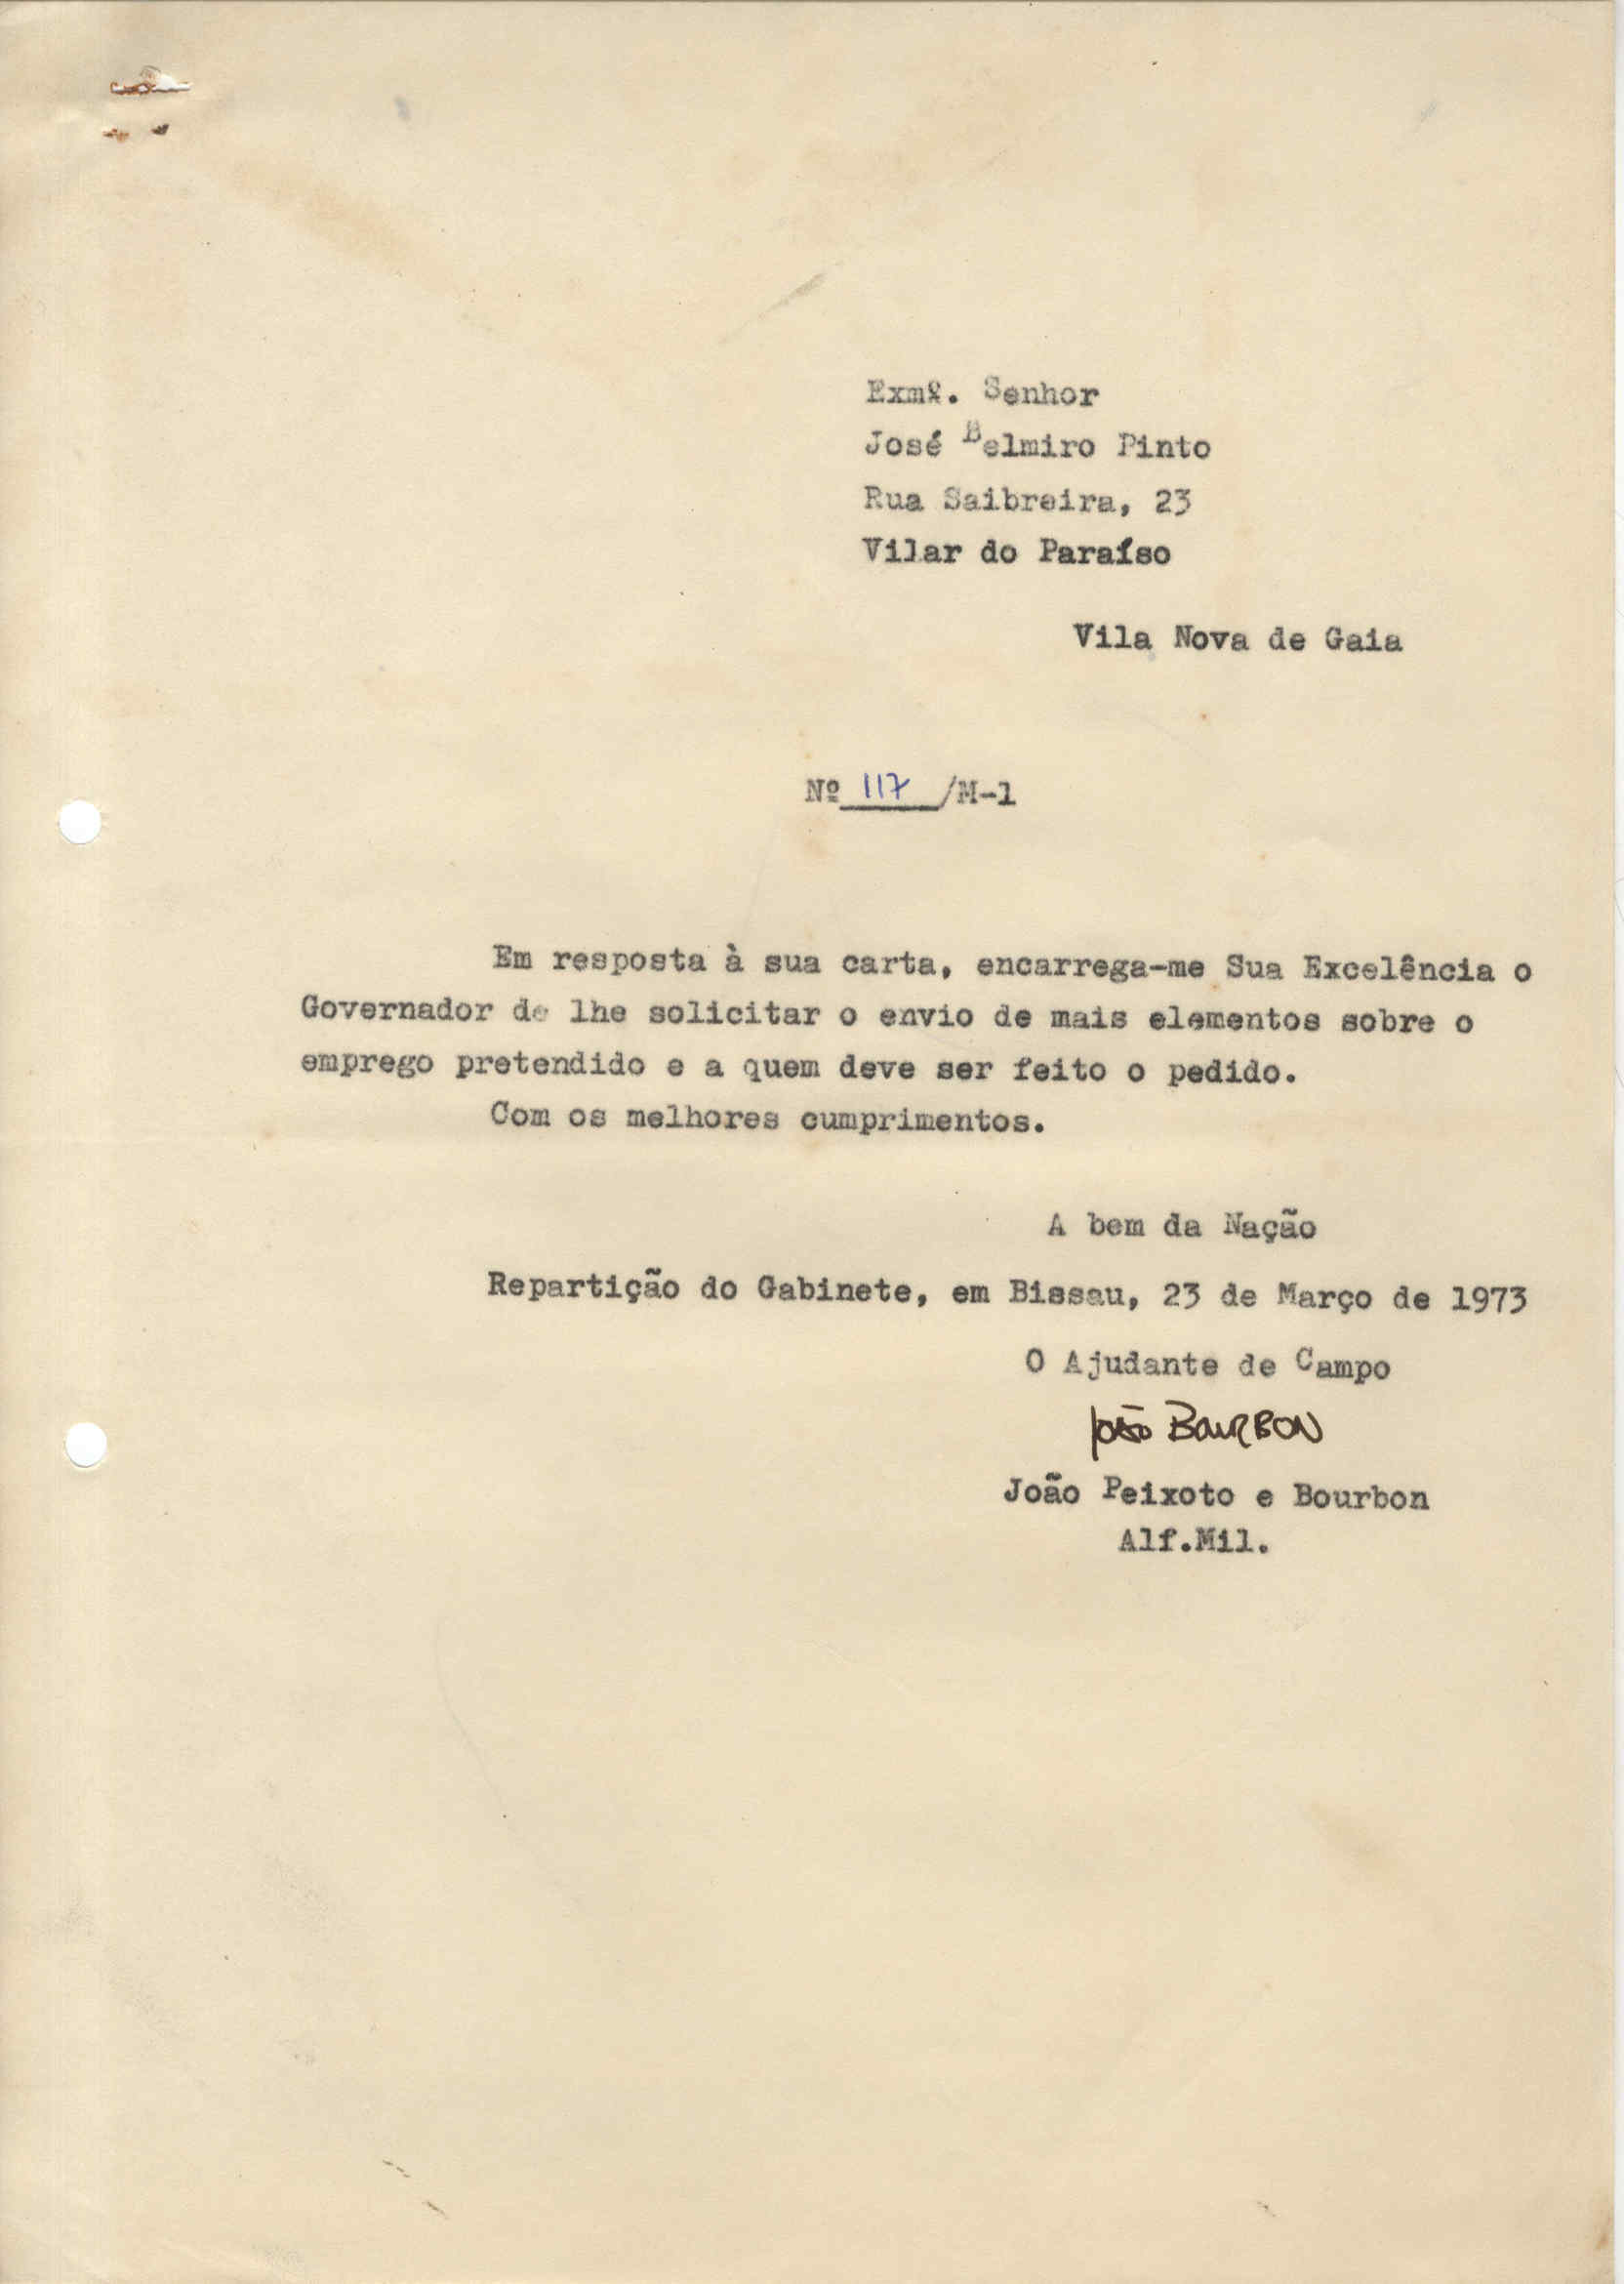 Exmº. Senhor
José Belmiro Pinto
Rua Saibreira, 23
Vilar do Paraíso
Vila Nova de Gaia
Nº 117 /M-1
Em resposta à sua carta, encarrega-me Sua Excelência o
Governador de lhe solicitar o envio de mais elementos sobre o
emprego pretendido e a quem deve ser feito o pedido.
Com os melhores cumprimentos.
A bem da Nação
Repartição do Gabinete, em Bissau, 23 de Março de 1973
O Ajudante de Campo
João BOURBON
João Peixoto e Bourbon
Alf.Mil.